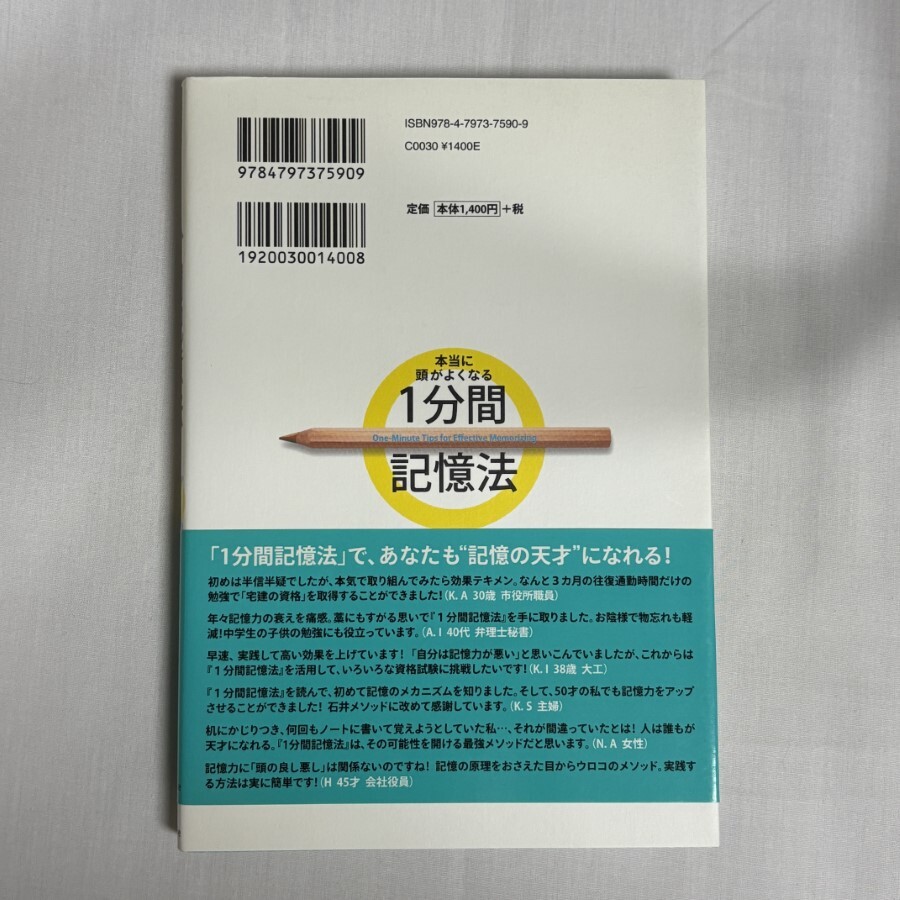 ISBN978-4-7973-7590-9
C0030 ¥1400E
9784797375909
定価 本体1,400円+税
1920030014008
本当に
頭がよくなる
1分間
One-Minute Tips for Effective Memorizing
記憶法
「1分間記憶法」で、あなたも“記憶の天才”になれる!
初めは半信半疑でしたが、本気で取り組んでみたら効果テキメン。なんと3カ月の往復通勤時間だけの
勉強で「宅建の資格」を取得することができました!(K. A 30歳 市役所職員)
年々記憶力の衰えを痛感。藁にもすがる思いで『1分間記憶法』を手に取りました。お陰様で物忘れも軽
減!中学生の子供の勉強にも役立っています。(A. I 40代 弁理士秘書)
早速、実践して高い効果を上げています!「自分は記憶力が悪い」と思いこんでいましたが、これからは
『1分間記憶法』を活用して、いろいろな資格試験に挑戦したいです!(K. I 38歳 大工)
『1分間記憶法』を読んで、初めて記憶のメカニズムを知りました。そして、50才の私でも記憶力をアップ
させることができました! 石井メソッドに改めて感謝しています。(K. S 主婦)
机にかじりつき、何回もノートに書いて覚えようとしていた私…、それが間違っていたとは! 人は誰もが
天才になれる。『1分間記憶法』は、その可能性を開ける最強メソッドだと思います。(N. A 女性)
記憶力に「頭の良し悪し」は関係ないのですね! 記憶の原理をおさえた目からウロコのメソッド。実践す
る方法は実に簡単です!(H 45才 会社役員)